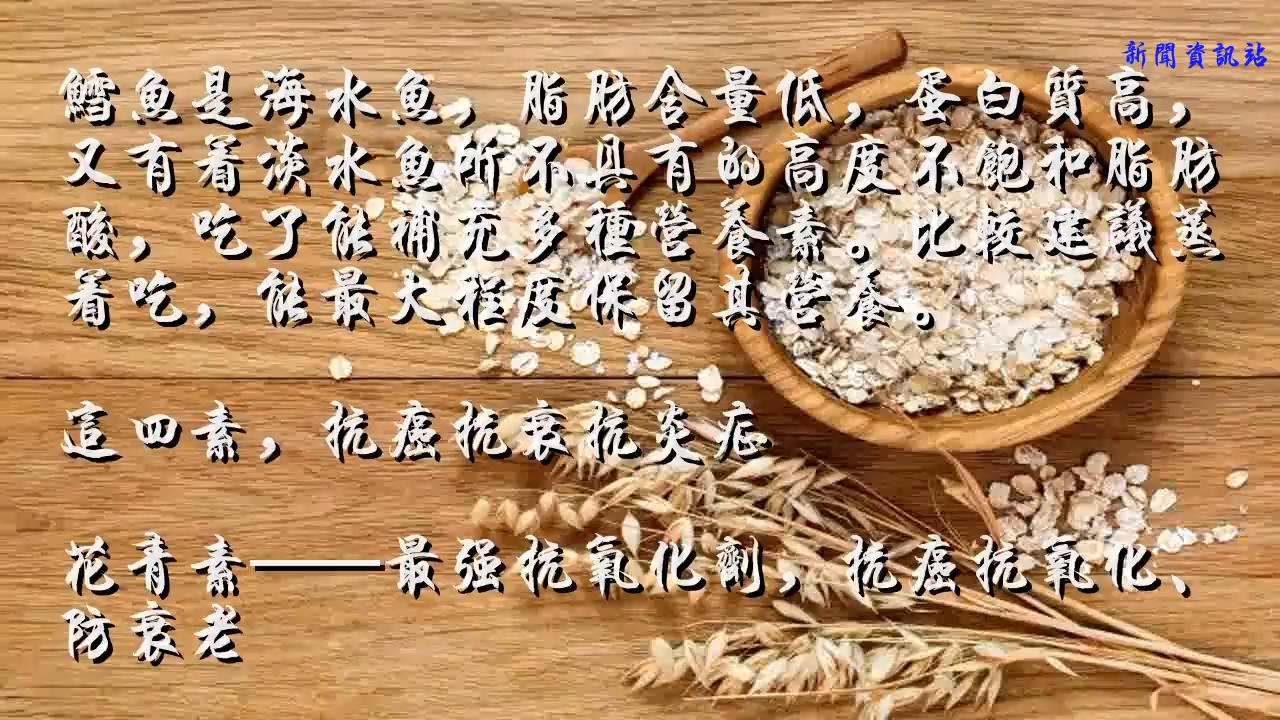 新聞資訊站
鱈魚是海水魚，脂肪含量低，蛋白質高，
又有着淡水魚所不具有的高度不飽和脂肪
酸，吃了能補充多種營養素。比較建議蒸
着吃，能最大程度保留其營養。
這四素，抗癌抗衰抗炎症
花青素——最强抗氧化劑，抗癌抗氧化、
防衰老